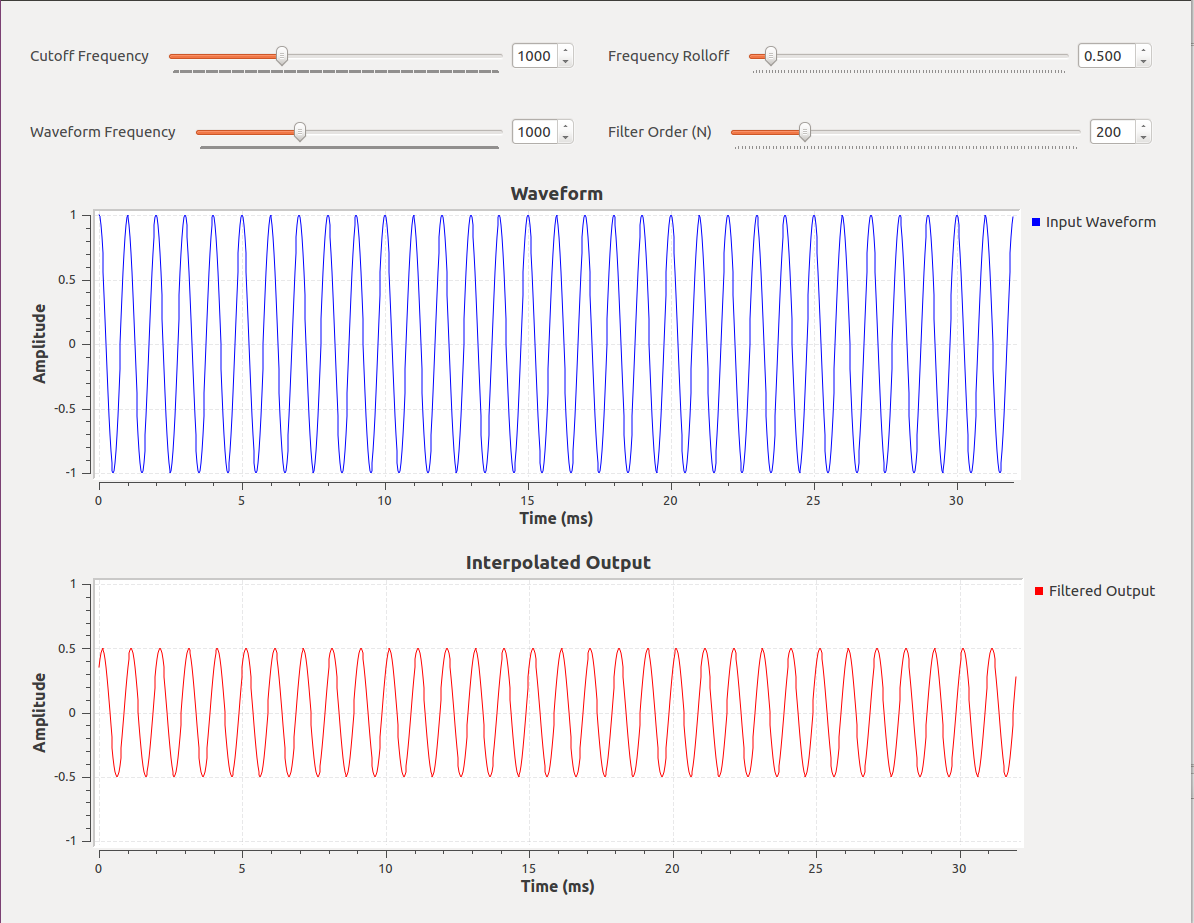 Cutoff Frequency 1000 Frequency Rolloff 0.500
Waveform Frequency 1000 Filter Order (N) 200
Waveform
Input Waveform
Amplitude
1
0.5
0
-0.5
-1
0 5 10 15 20 25 30
Time (ms)
Interpolated Output
Filtered Output
Amplitude
1
0.5
0
-0.5
-1
0 5 10 15 20 25 30
Time (ms)